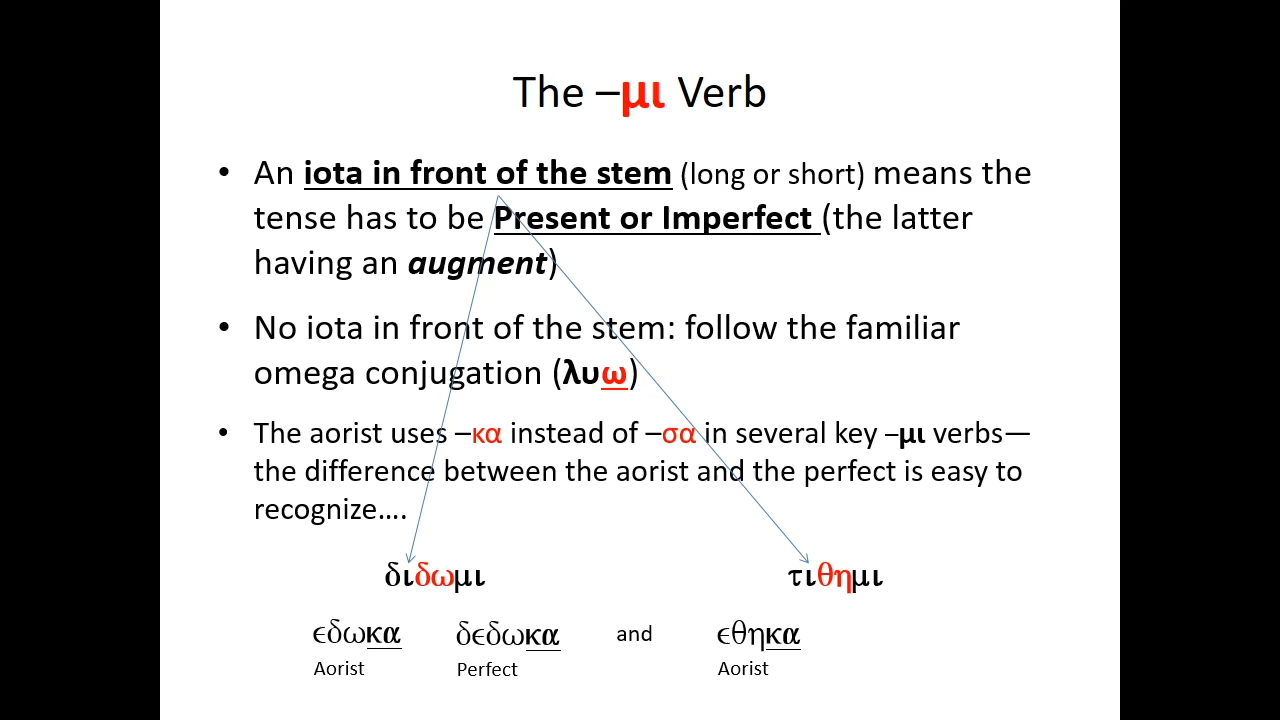 The –μι Verb
• An iota in front of the stem (long or short) means the
tense has to be Present or Imperfect (the latter
having an augment)
• No iota in front of the stem: follow the familiar
omega conjugation (λυω)
• The aorist uses –κα instead of –σα in several key –μι verbs—
the difference between the aorist and the perfect is easy to
recognize….
διδωμι τιθημι
εδωκα δεδωκα and εθηκα
Aorist Perfect Aorist